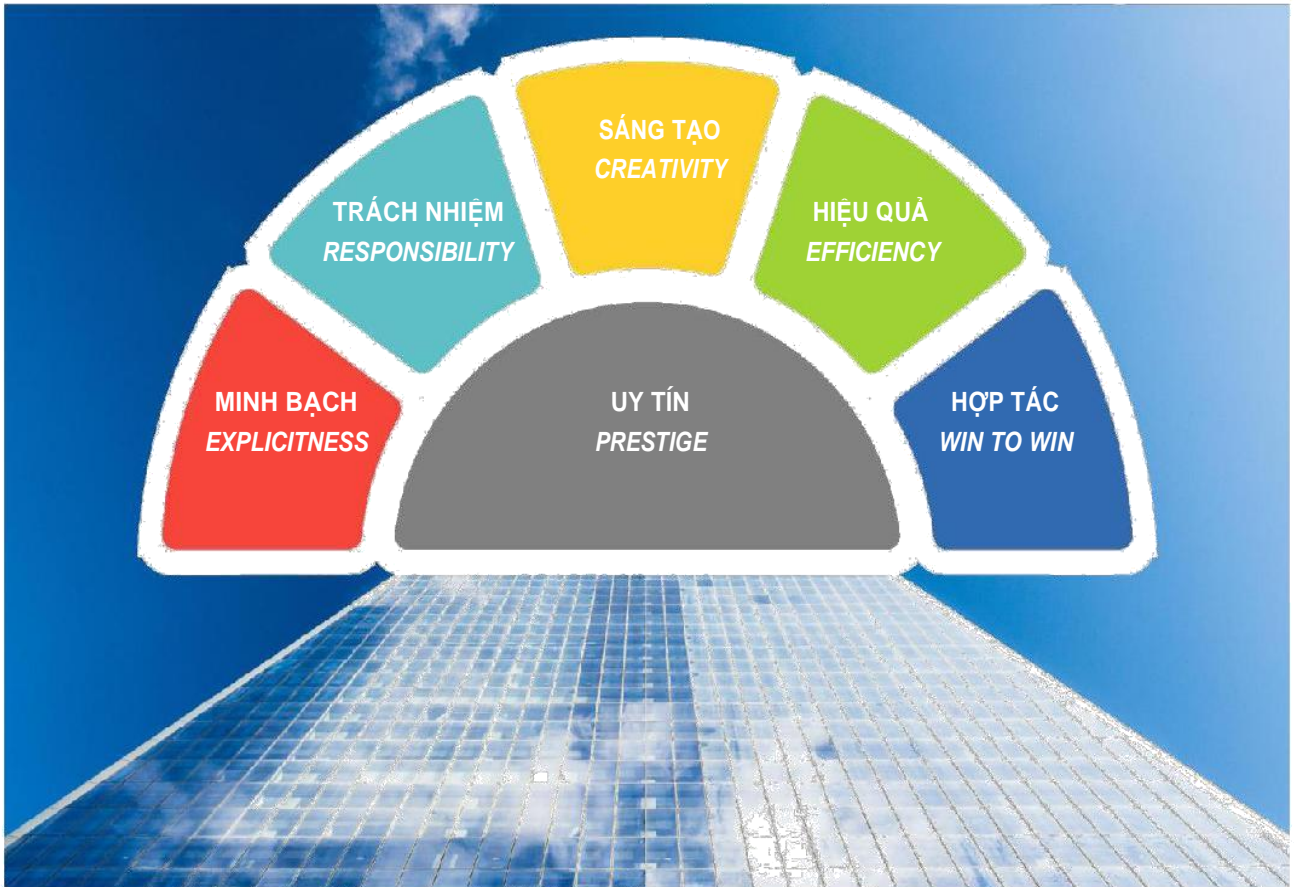 SÁNG TẠO
CREATIVITY
TRÁCH NHIỆM
RESPONSIBILITY
HIỆU QUẢ
EFFICIENCY
MINH BẠCH
EXPLICITNESS
UY TÍN
PRESTIGE
HỢP TÁC
WIN TO WIN